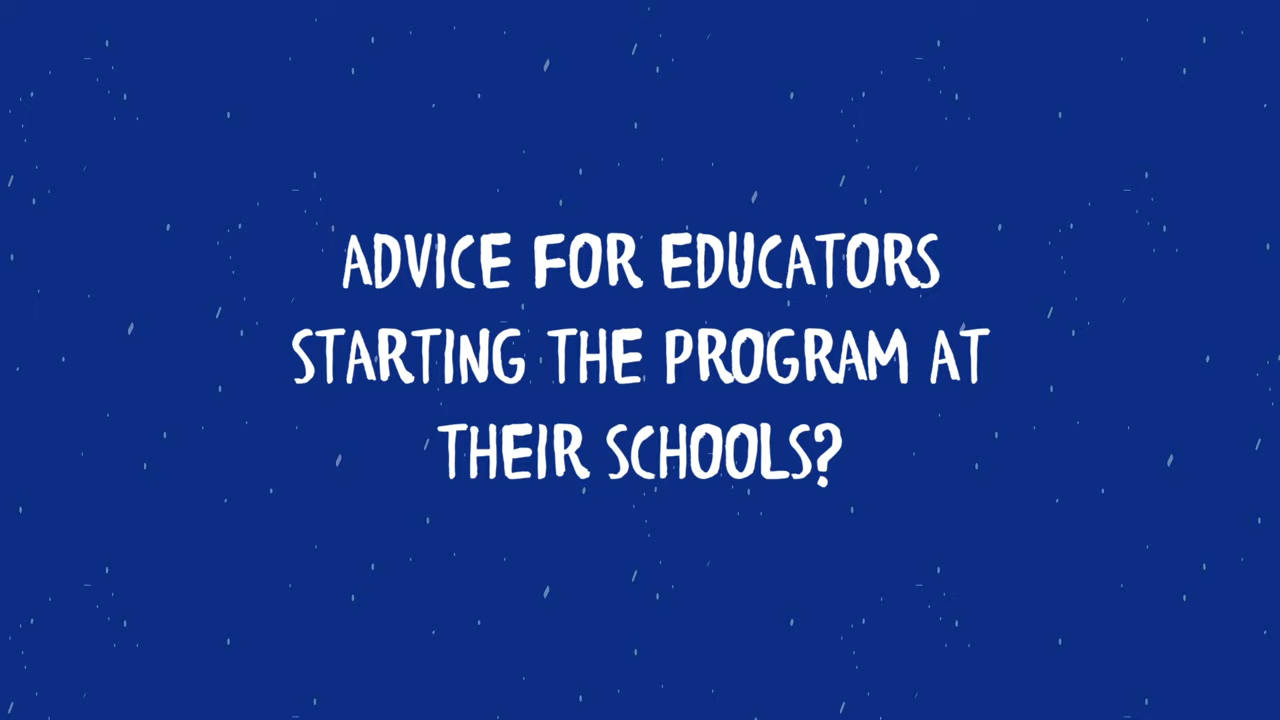 ADVICE FOR EDUCATORS
STARTING THE PROGRAM AT
THEIR SCHOOLS?